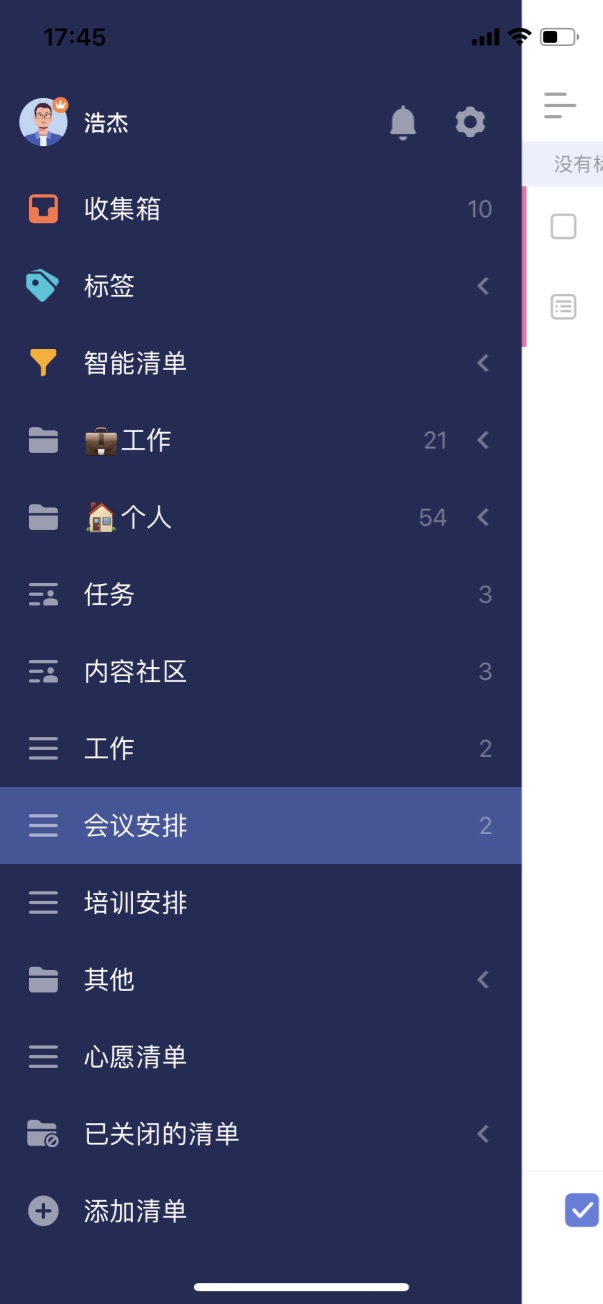 17:45
浩杰
没有标
收集箱 10
标签
智能清单
工作 21
个人 54
任务 3
内容社区 3
工作 2
会议安排 2
培训安排
其他
心愿清单
已关闭的清单
添加清单